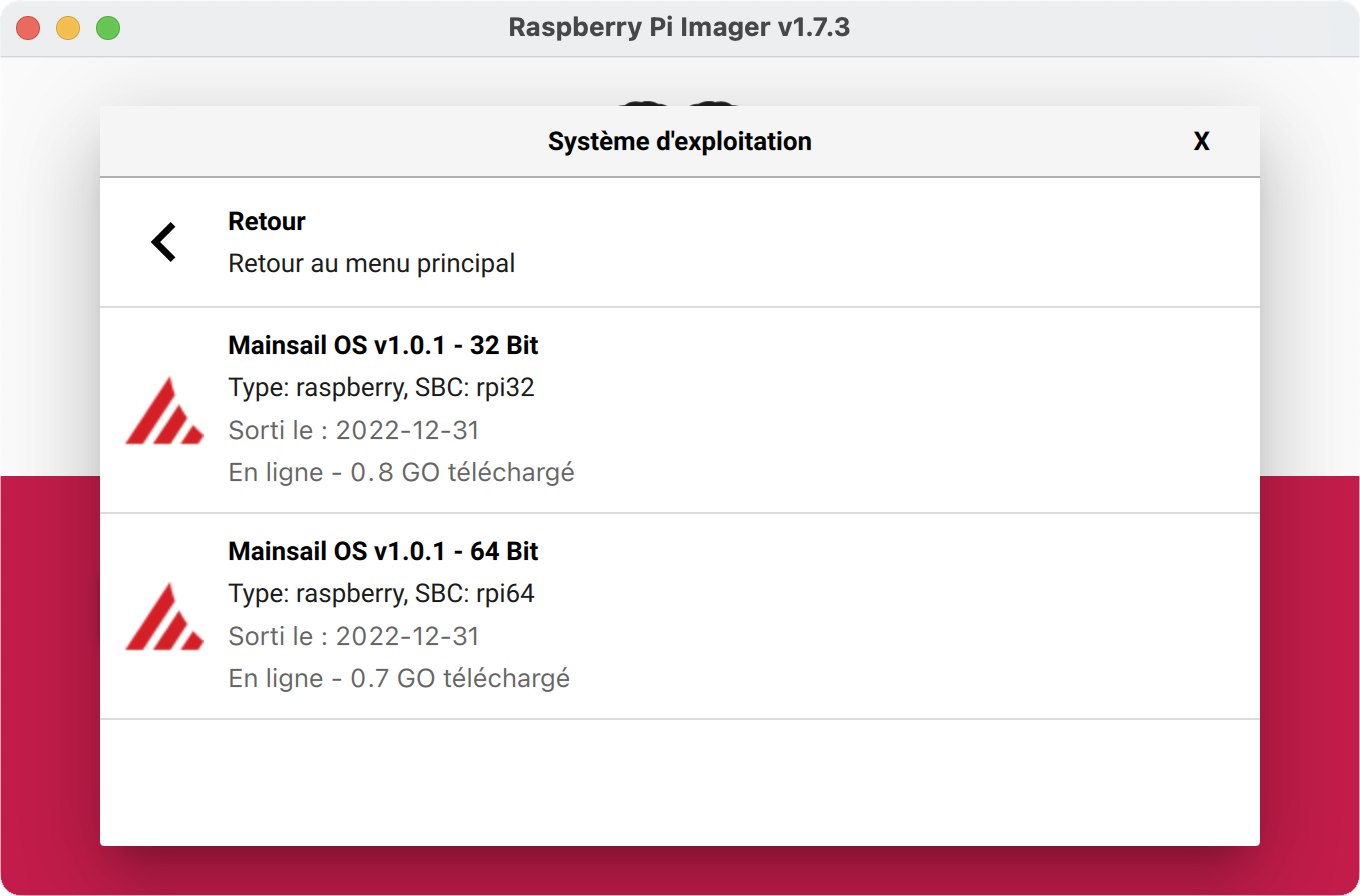 Raspberry Pi Imager v1.7.3
Système d'exploitation
X
Retour
Retour au menu principal
Mainsail OS v1.0.1 - 32 Bit
Type: raspberry, SBC: rpi32
Sorti le : 2022-12-31
En ligne - 0.8 GO téléchargé
Mainsail OS v1.0.1 - 64 Bit
Type: raspberry, SBC: rpi64
Sorti le : 2022-12-31
En ligne - 0.7 GO téléchargé